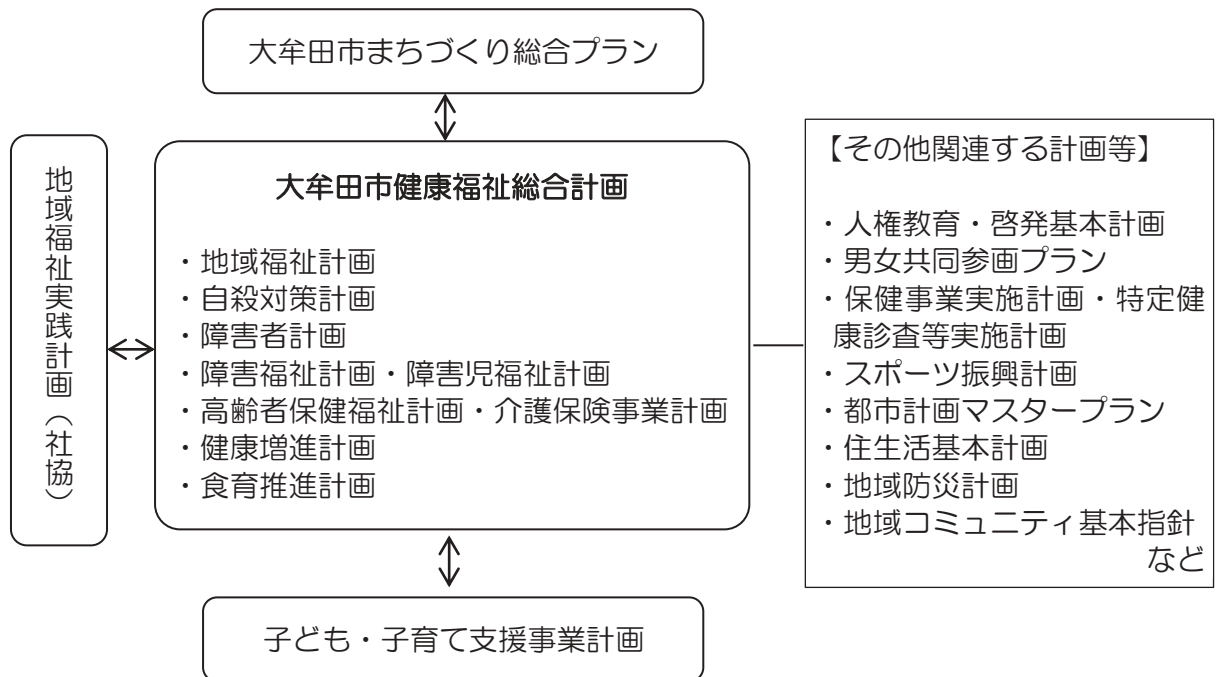 大牟田市まちづくり総合プラン
地域福祉実践計画（社協）
大牟田市健康福祉総合計画
・地域福祉計画
・自殺対策計画
・障害者計画
・障害福祉計画・障害児福祉計画
・高齢者保健福祉計画・介護保険事業計画
・健康増進計画
・食育推進計画
【その他関連する計画等】
・人権教育・啓発基本計画
・男女共同参画プラン
・保健事業実施計画・特定健
康診査等実施計画
・スポーツ振興計画
・都市計画マスタープラン
・住生活基本計画
・地域防災計画
・地域コミュニティ基本指針
など
子ども・子育て支援事業計画